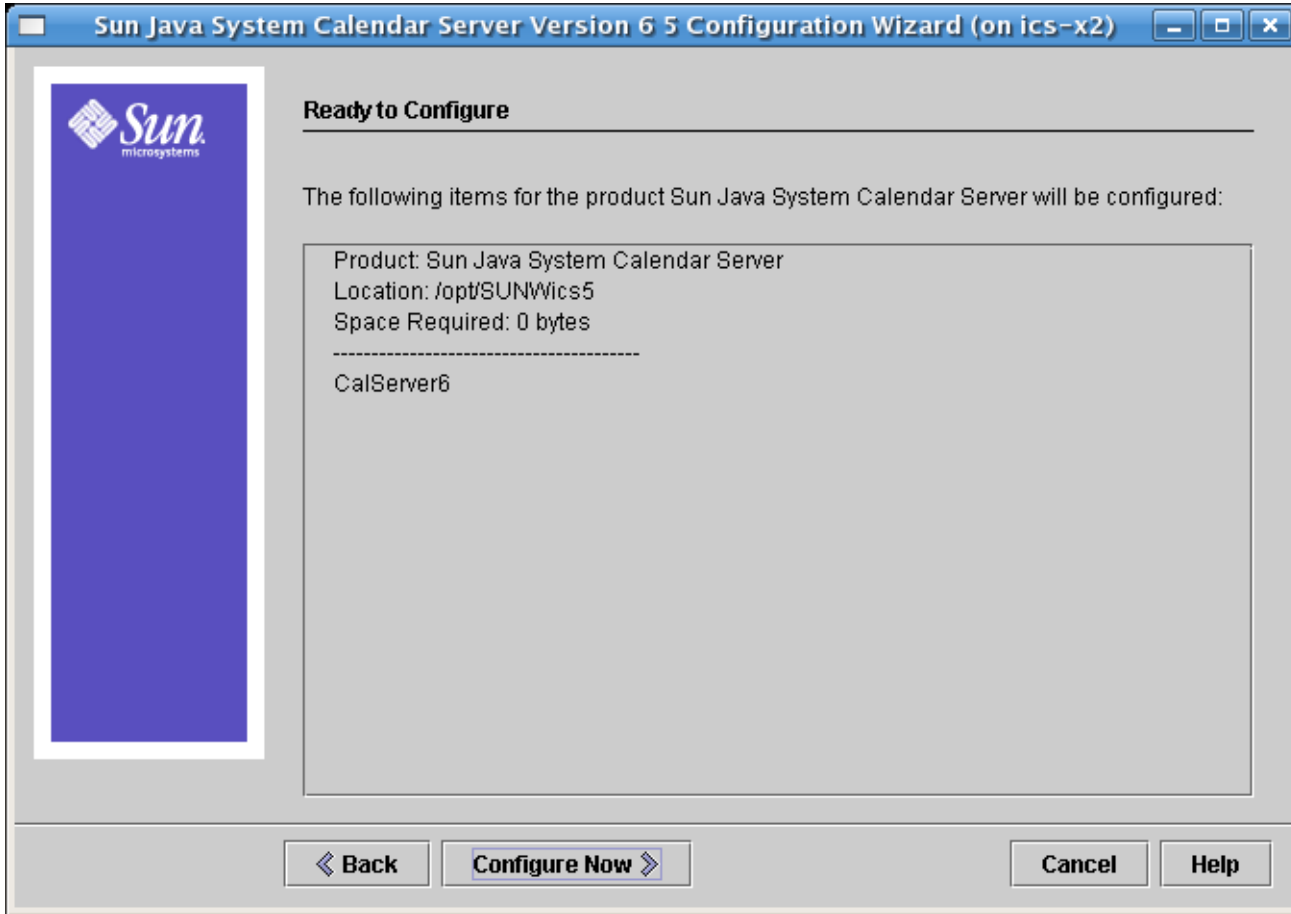 Sun Java System Calendar Server Version 6 5 Configuration Wizard (on ics-x2)
Sun
microsystems
Ready to Configure
The following items for the product Sun Java System Calendar Server will be configured:
Product: Sun Java System Calendar Server
Location: /opt/SUNWics5
Space Required: 0 bytes
----------------------------------------
CalServer6
Back
Configure Now
Cancel
Help